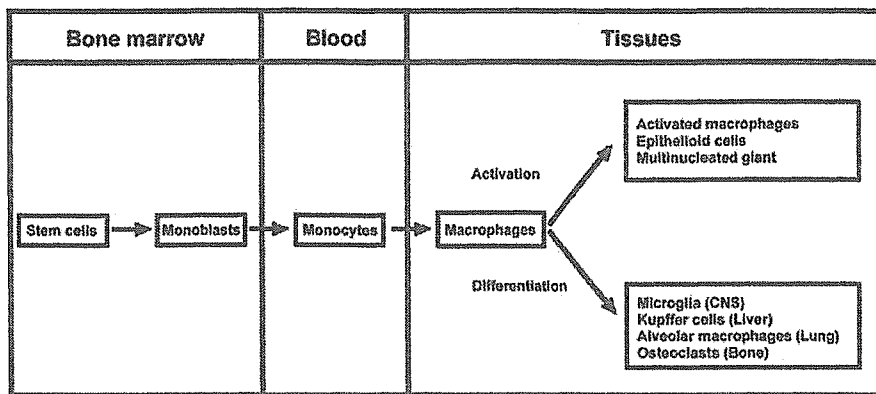 Bone marrow
Blood
Tissues
Stem cells
Monoblasts
Monocytes
Macrophages
Activation
Activated macrophages
Epithelioid cells
Multinucleated giant
Differentiation
Microglia (CNS)
Kupffer cells (Liver)
Alveolar macrophages (Lung)
Osteoclasts (Bone)